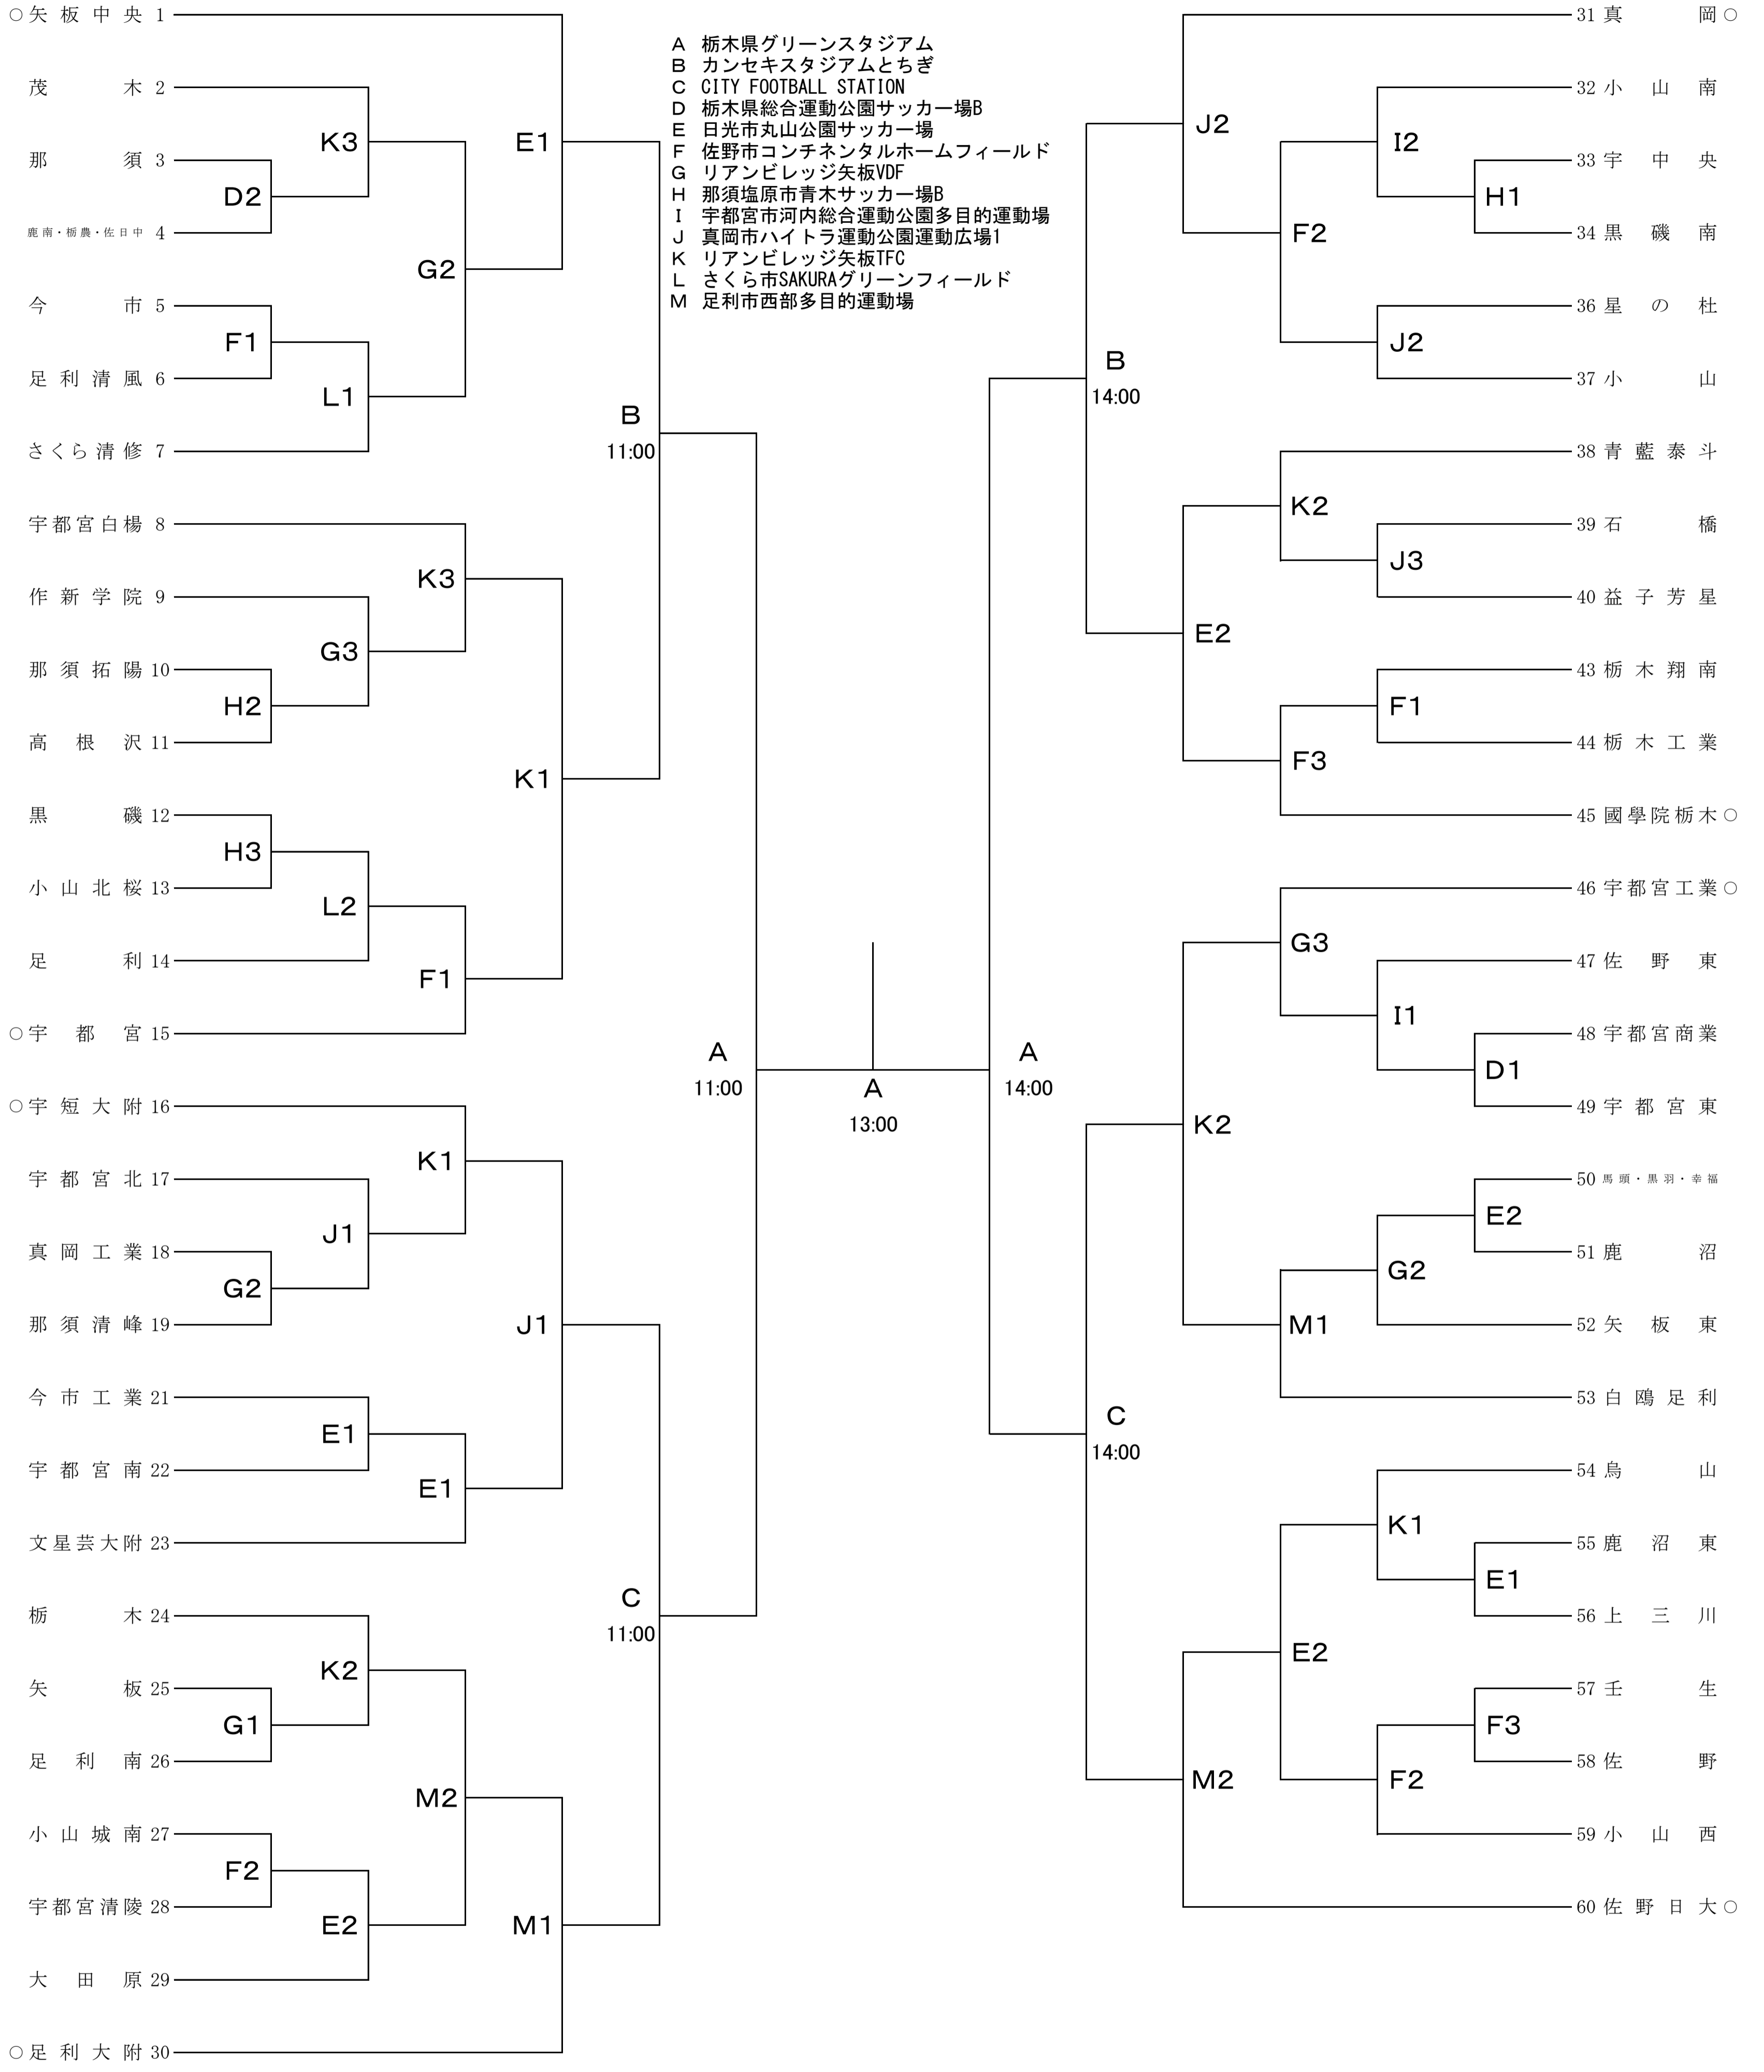 ○矢板中央 1
茂木 2
K3
那須 3
D2
鹿南・栃農・佐日中 4
G2
E1
今市 5
F1
足利清風 6
L1
さくら清修 7
B
11:00
宇都宮白楊 8
K3
作新学院 9
G3
那須拓陽 10
H2
高根沢 11
K1
黒磯 12
H3
小山北桜 13
L2
足利 14
F1
○宇都宮 15
A
11:00
○宇短大附 16
K1
宇都宮北 17
J1
真岡工業 18
G2
那須清峰 19
J1
今市工業 21
E1
宇都宮南 22
E1
文星芸大附 23
C
11:00
栃木 24
K2
矢板 25
G1
足利南 26
M2
小山城南 27
F2
宇都宮清陵 28
E2
M1
大田原 29
○足利大附 30
A 栃木県グリーンスタジアム
B カンセキスタジアムとちぎ
C CITY FOOTBALL STATION
D 栃木県総合運動公園サッカー場B
E 日光市丸山公園サッカー場
F 佐野市コンチネンタルホームフィールド
G リアンビレッジ矢板VDF
H 那須塩原市青木サッカー場B
I 宇都宮市河内総合運動公園多目的運動場
J 真岡市ハイトラ運動公園運動広場1
K リアンビレッジ矢板TFC
L さくら市SAKURAグリーンフィールド
M 足利市西部多目的運動場
A
13:00
31 真岡○
J2
32 小山南
I2
33 宇中央
H1
34 黒磯南
F2
36 星の杜
J2
37 小山
B
14:00
38 青藍泰斗
K2
39 石橋
J3
40 益子芳星
E2
43 栃木翔南
F1
44 栃木工業
F3
45 國學院栃木○
46 宇都宮工業○
G3
47 佐野東
I1
48 宇都宮商業
D1
49 宇都宮東
A
14:00
K2
50 馬頭・黒羽・幸福
E2
51 鹿沼
G2
52 矢板東
M1
53 白鴎足利
C
14:00
54 烏山
K1
55 鹿沼東
E1
56 上三川
E2
57 壬生
F3
58 佐野
F2
M2
59 小山西
60 佐野日大○